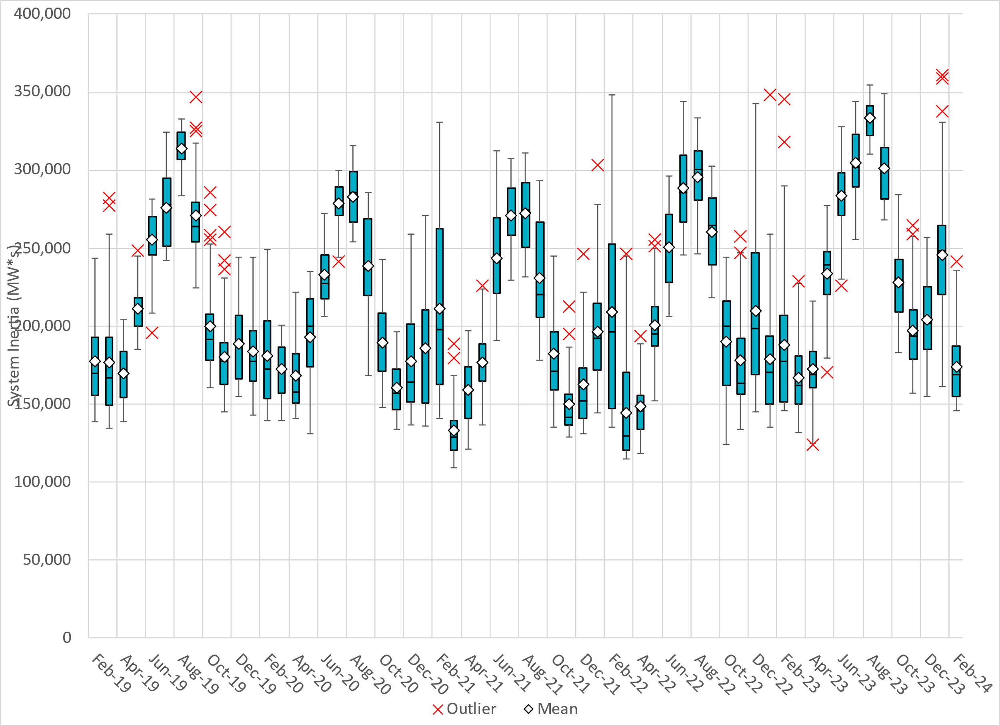 400,000
350,000
300,000
250,000
200,000
150,000
100,000
50,000
0
System Inertia (MW*s)
Feb-19
Apr-19
Jun-19
Aug-19
Oct-19
Dec-19
Feb-20
Apr-20
Jun-20
Aug-20
Oct-20
Dec-20
Feb-21
Apr-21
Jun-21
Aug-21
Oct-21
Dec-21
Feb-22
Apr-22
Jun-22
Aug-22
Oct-22
Dec-22
Feb-23
Apr-23
Jun-23
Aug-23
Oct-23
Dec-23
Feb-24
Outlier
Mean